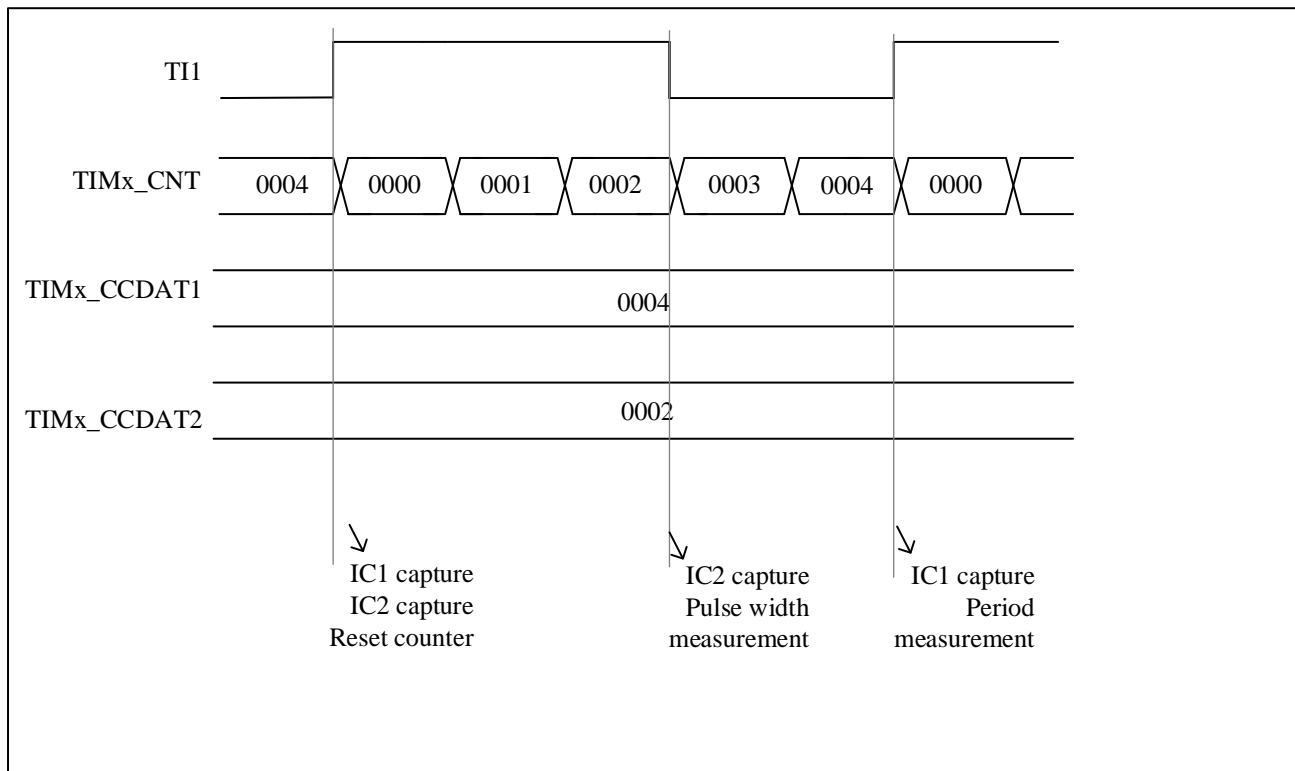 TI1
TIMx_CNT
0004 0000 0001 0002 0003 0004 0000
TIMx_CCDAT1
0004
TIMx_CCDAT2
0002
IC1 capture
IC2 capture
Reset counter
IC2 capture
Pulse width
measurement
IC1 capture
Period
measurement